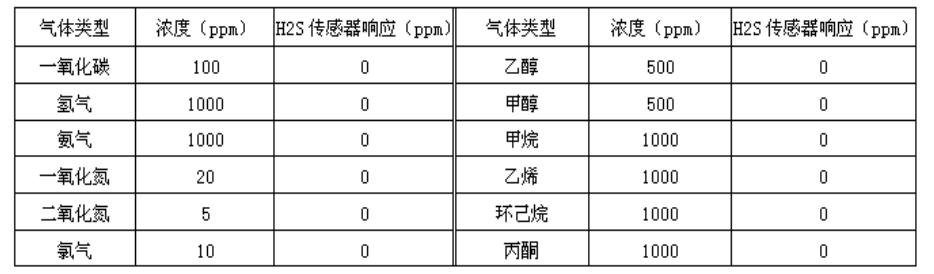 气体类型 浓度（ppm） H2S传感器响应（ppm） 气体类型 浓度（ppm） H2S传感器响应（ppm）
一氧化碳 100 0 乙醇 500 0
氢气 1000 0 甲醇 500 0
氨气 1000 0 甲烷 1000 0
一氧化氮 20 0 乙烯 1000 0
二氧化氮 5 0 环己烷 1000 0
氯气 10 0 丙酮 1000 0